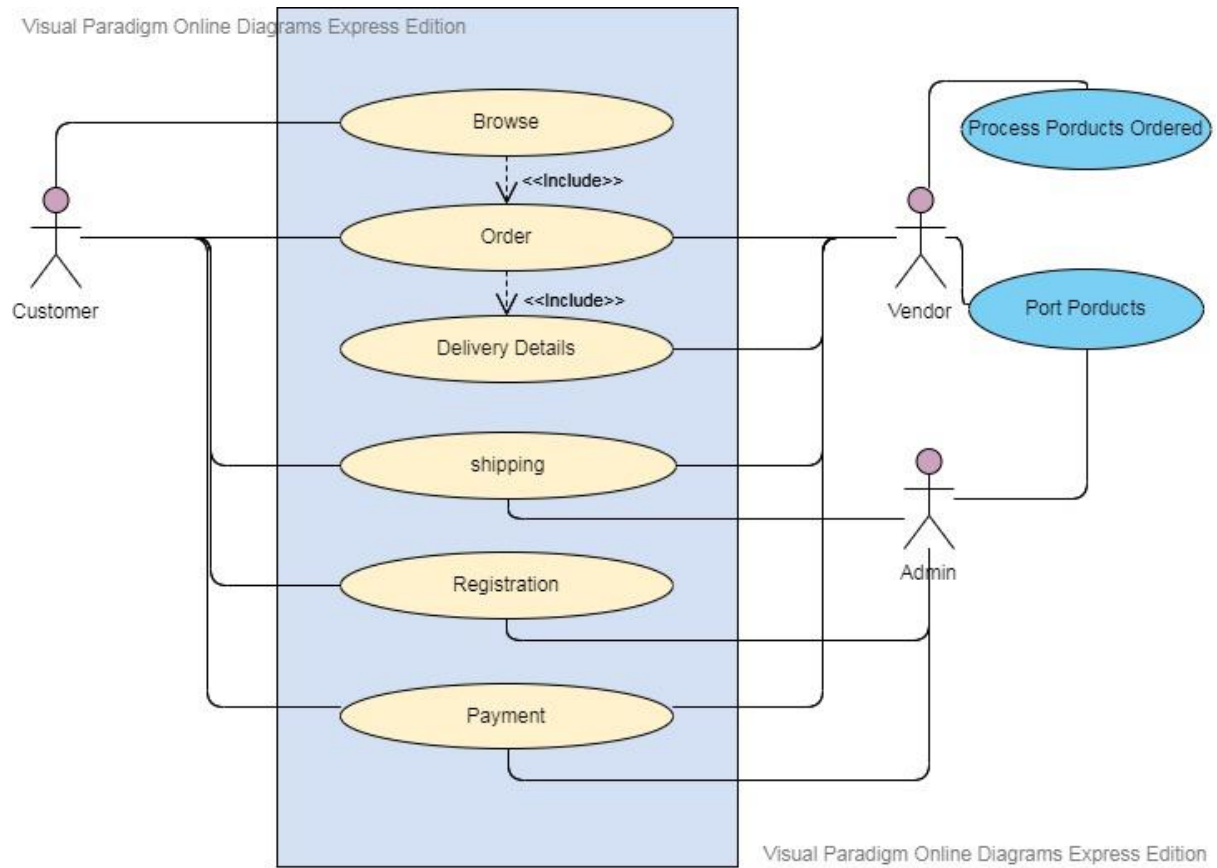 Visual Paradigm Online Diagrams Express Edition
Browse
Process Porducts Ordered
<<Include>>
Order
Customer
<<Include>>
Vendor
Port Porducts
Delivery Details
shipping
Admin
Registration
Payment
Visual Paradigm Online Diagrams Express Edition